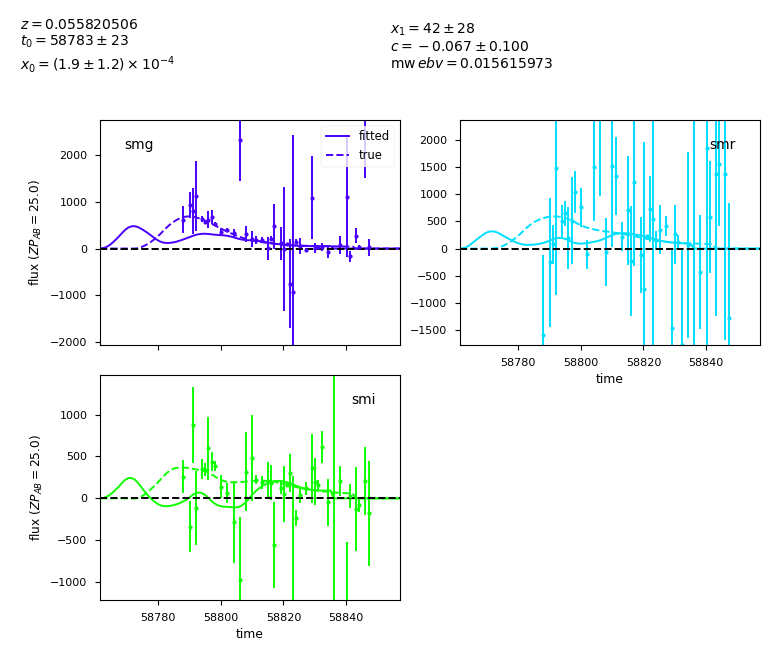 z = 0.055820506
t₀ = 58783 ± 23
x₀ = (1.9 ± 1.2) × 10⁻⁴
x₁ = 42 ± 28
c = −0.067 ± 0.100
mw ebv = 0.015615973
smg
fitted
true
2000
1000
0
−1000
−2000
flux (ZP_AB = 25.0)
smr
2000
1500
1000
500
0
−500
−1000
−1500
58780 58800 58820 58840
time
smi
1000
500
0
−500
−1000
flux (ZP_AB = 25.0)
58780 58800 58820 58840
time